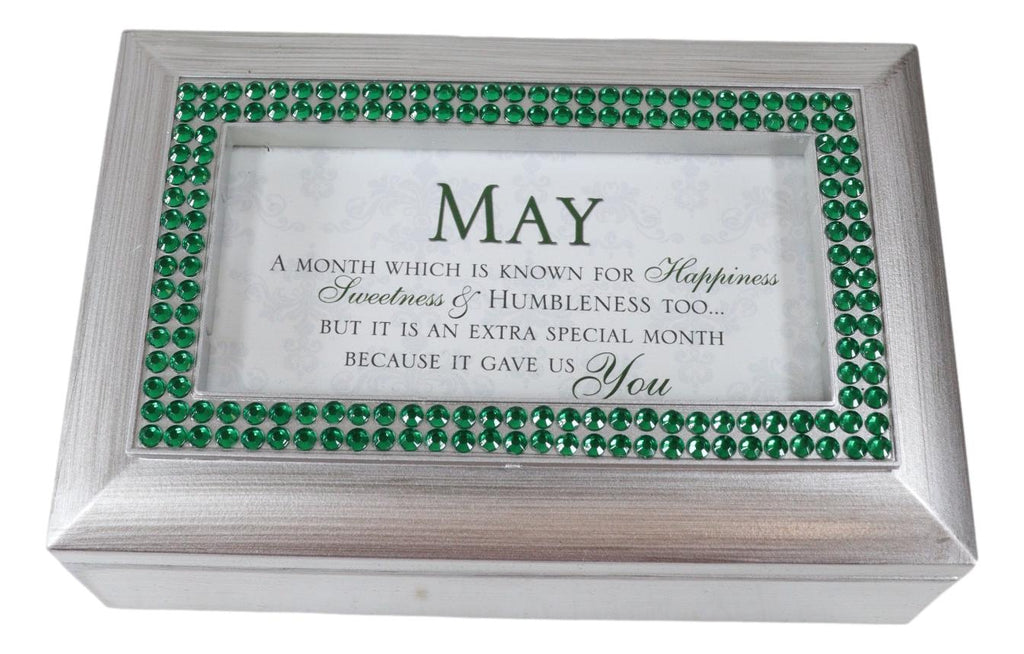 MAY
A MONTH WHICH IS KNOWN FOR Happiness
Sweetness & HUMBLENESS TOO...
BUT IT IS AN EXTRA SPECIAL MONTH
BECAUSE IT GAVE US You